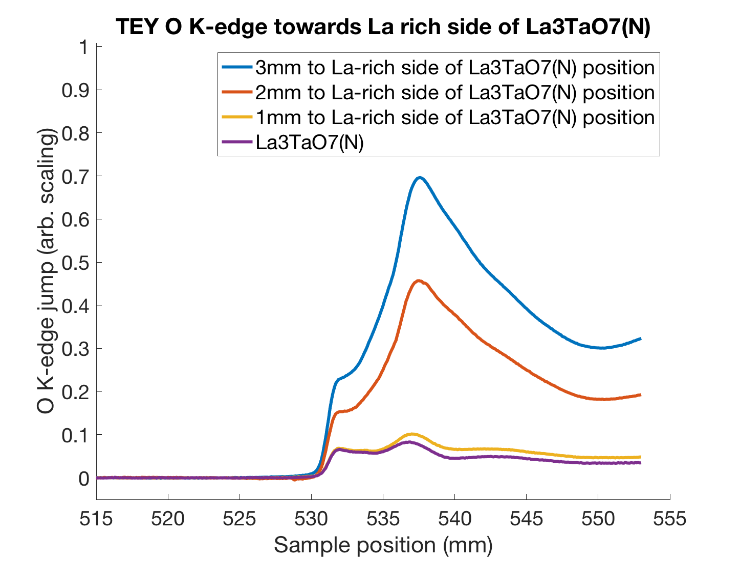 TEY O K-edge towards La rich side of La3TaO7(N)
3mm to La-rich side of La3TaO7(N) position
2mm to La-rich side of La3TaO7(N) position
1mm to La-rich side of La3TaO7(N) position
La3TaO7(N)
O K-edge jump (arb. scaling)
1
0.9
0.8
0.7
0.6
0.5
0.4
0.3
0.2
0.1
0
515 520 525 530 535 540 545 550 555
Sample position (mm)